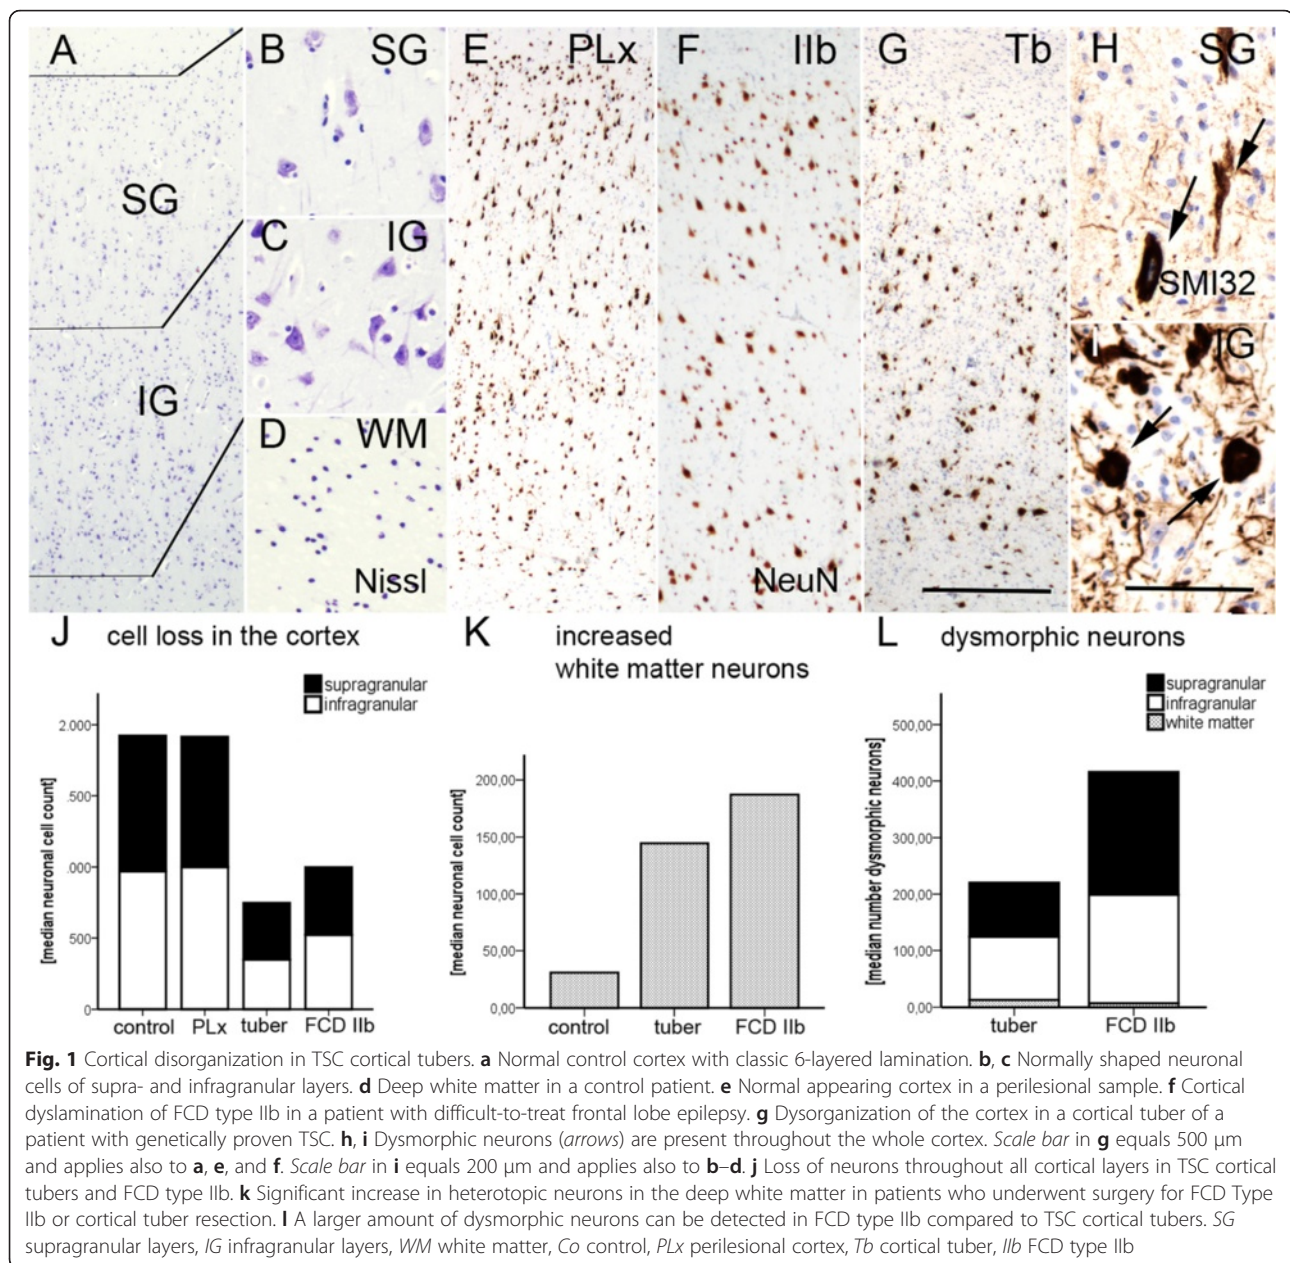 A
B SG
E PLx
F IIb
G Tb
H SG
SG
C IG
SMI32
I IG
IG
D WM
Nissl
NeuN
J cell loss in the cortex
K increased
white matter neurons
L dysmorphic neurons
supragranular
infragranular
[median neuronal cell count]
2.000
.500
.000
500
0
control PLx tuber FCD IIb
[median neuronal cell count]
200,00
150,00
100,00
50,00
0,00
control tuber FCD IIb
supragranular
infragranular
white matter
[median number dysmorphic neurons]
500,00
400,00
300,00
200,00
100,00
0,00
tuber FCD IIb
Fig. 1 Cortical disorganization in TSC cortical tubers. a Normal control cortex with classic 6-layered lamination. b, c Normally shaped neuronal
cells of supra- and infragranular layers. d Deep white matter in a control patient. e Normal appearing cortex in a perilesional sample. f Cortical
dyslamination of FCD type IIb in a patient with difficult-to-treat frontal lobe epilepsy. g Dysorganization of the cortex in a cortical tuber of a
patient with genetically proven TSC. h, i Dysmorphic neurons (arrows) are present throughout the whole cortex. Scale bar in g equals 500 µm
and applies also to a, e, and f. Scale bar in i equals 200 µm and applies also to b–d. j Loss of neurons throughout all cortical layers in TSC cortical
tubers and FCD type IIb. k Significant increase in heterotopic neurons in the deep white matter in patients who underwent surgery for FCD Type
IIb or cortical tuber resection. l A larger amount of dysmorphic neurons can be detected in FCD type IIb compared to TSC cortical tubers. SG
supragranular layers, IG infragranular layers, WM white matter, Co control, PLx perilesional cortex, Tb cortical tuber, IIb FCD type IIb